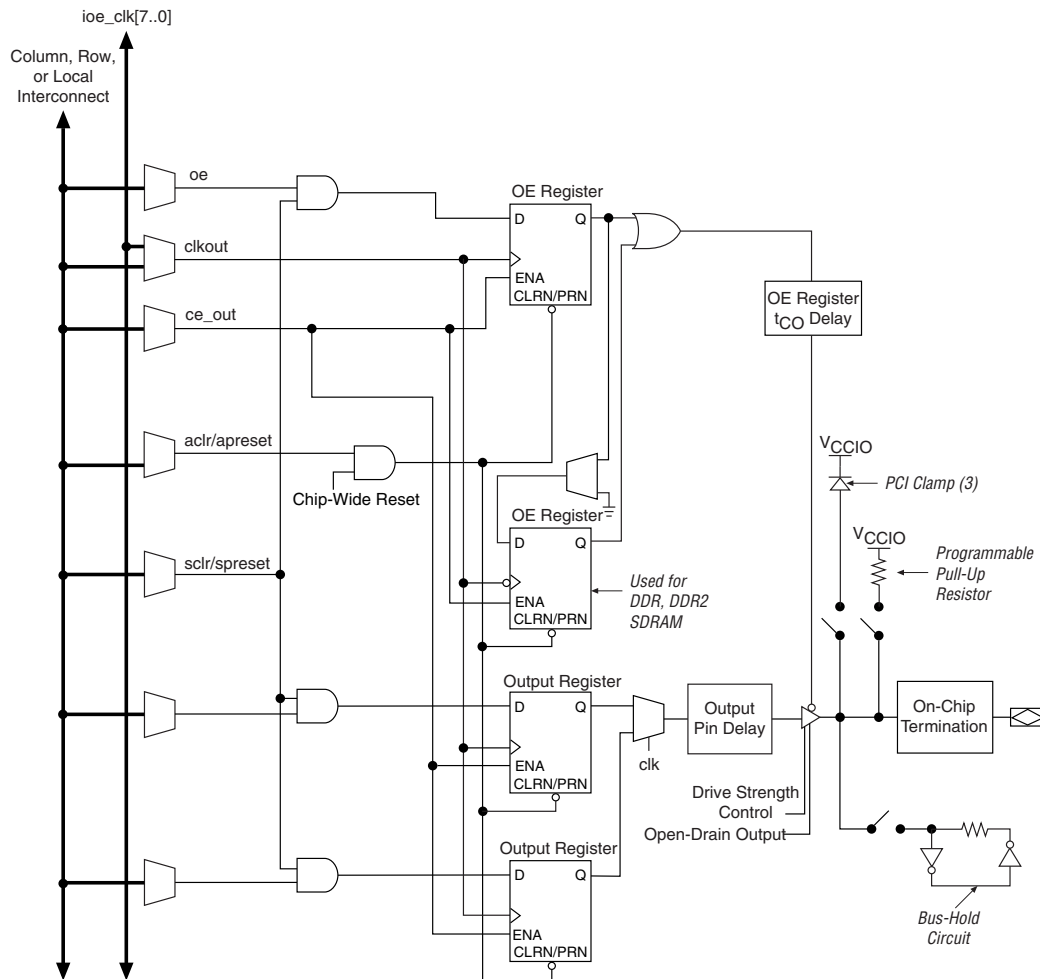 ioe_clk[7..0]
Column, Row,
or Local
Interconnect
oe
OE Register
D
Q
clkout
ENA
CLRN/PRN
ce_out
OE Register
tCO Delay
aclr/apreset
VCCIO
PCI Clamp (3)
Chip-Wide Reset
OE Register
D
Q
VCCIO
Programmable
Pull-Up
Resistor
sclr/spreset
Used for
DDR, DDR2
SDRAM
ENA
CLRN/PRN
Output Register
D
Q
Output
Pin Delay
On-Chip
Termination
ENA
clk
CLRN/PRN
Drive Strength
Control
Open-Drain Output
Output Register
D
Q
Bus-Hold
Circuit
ENA
CLRN/PRN